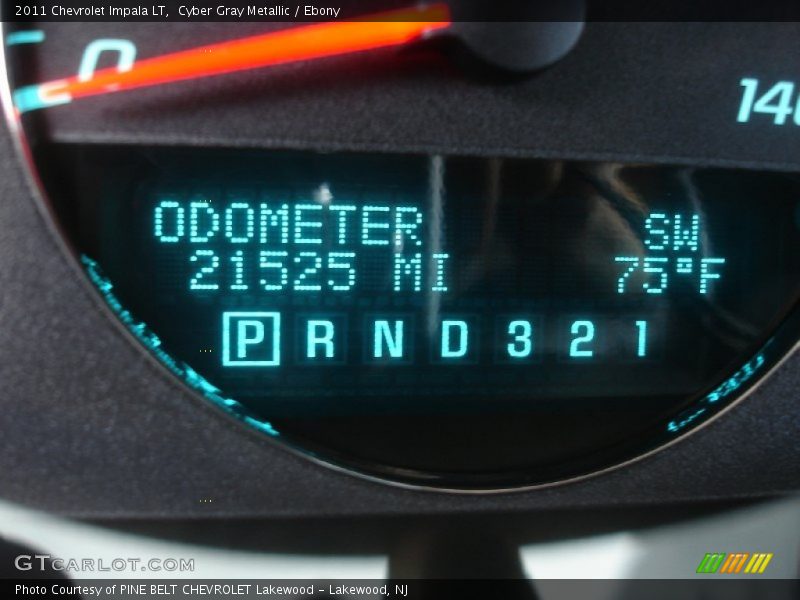 2011 Chevrolet Impala LT,  Cyber Gray Metallic / Ebony
0
140
ODOMETER SW
21525 MI 75°F
P R N D 3 2 1
GTCARLOT.COM
Photo Courtesy of PINE BELT CHEVROLET Lakewood - Lakewood, NJ